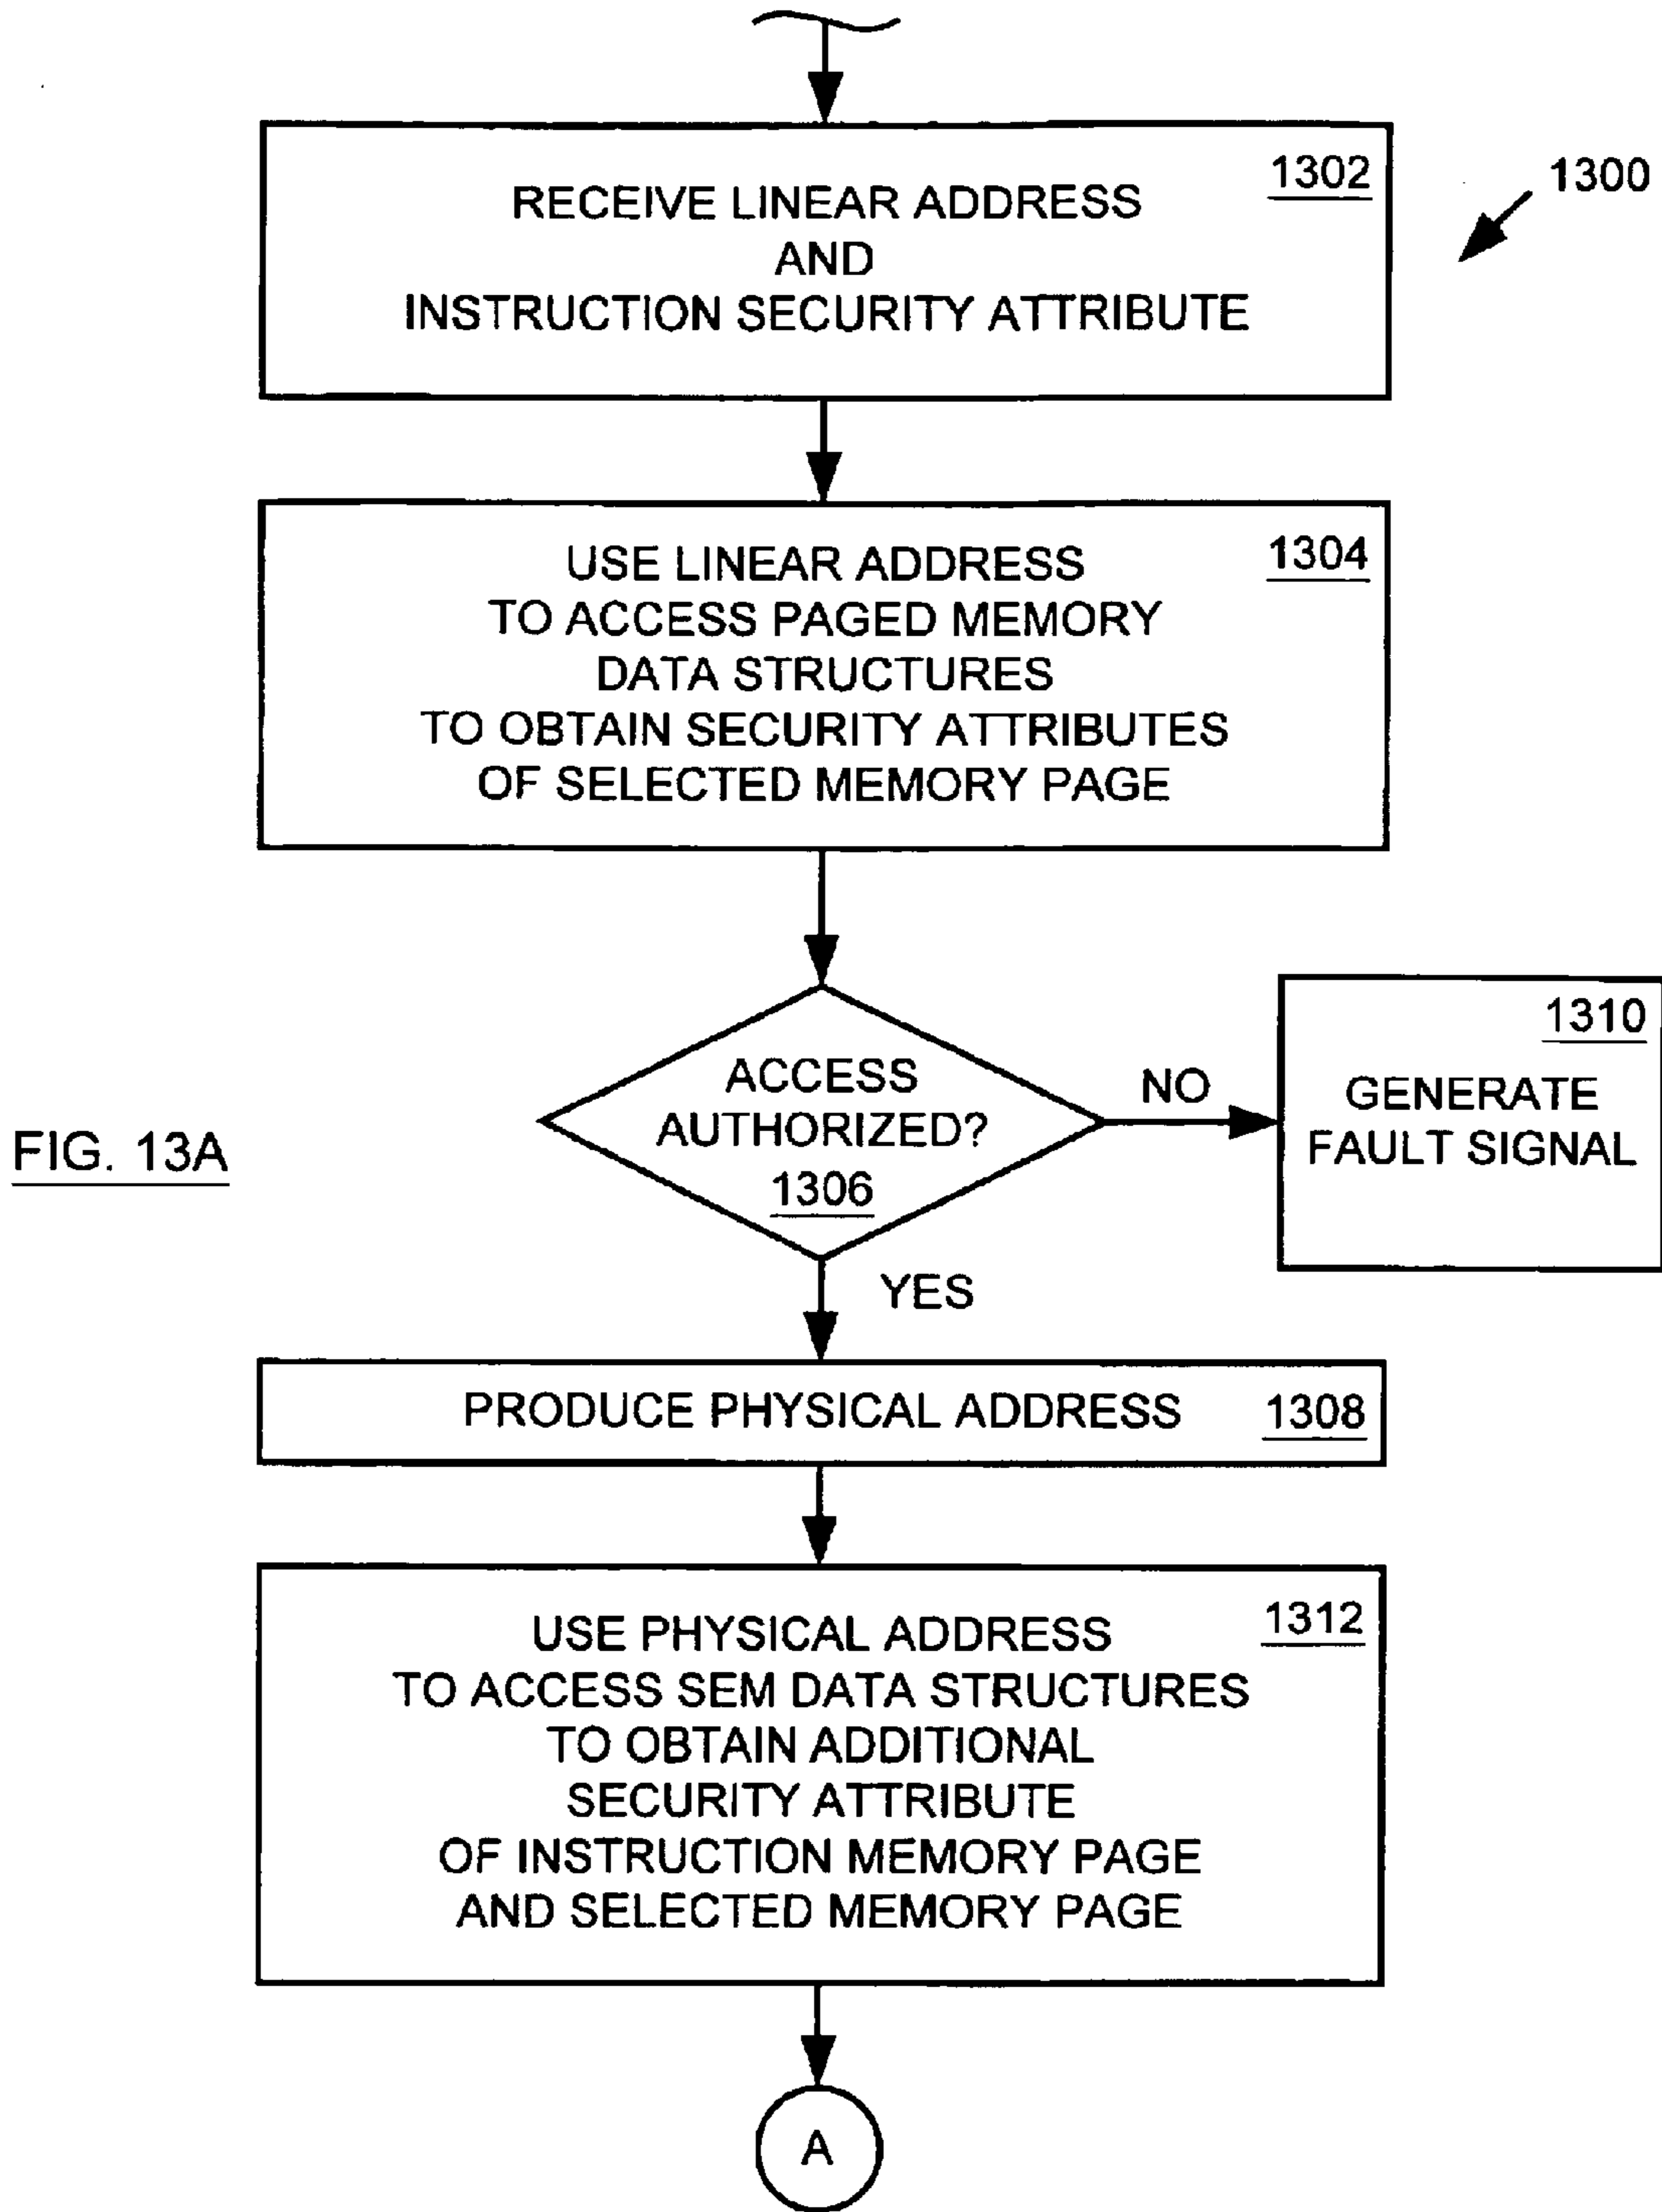 1302
RECEIVE LINEAR ADDRESS
AND
INSTRUCTION SECURITY ATTRIBUTE
1300
1304
USE LINEAR ADDRESS
TO ACCESS PAGED MEMORY
DATA STRUCTURES
TO OBTAIN SECURITY ATTRIBUTES
OF SELECTED MEMORY PAGE
ACCESS
AUTHORIZED?
1306
NO
1310
GENERATE
FAULT SIGNAL
FIG. 13A
YES
PRODUCE PHYSICAL ADDRESS 1308
1312
USE PHYSICAL ADDRESS
TO ACCESS SEM DATA STRUCTURES
TO OBTAIN ADDITIONAL
SECURITY ATTRIBUTE
OF INSTRUCTION MEMORY PAGE
AND SELECTED MEMORY PAGE
A